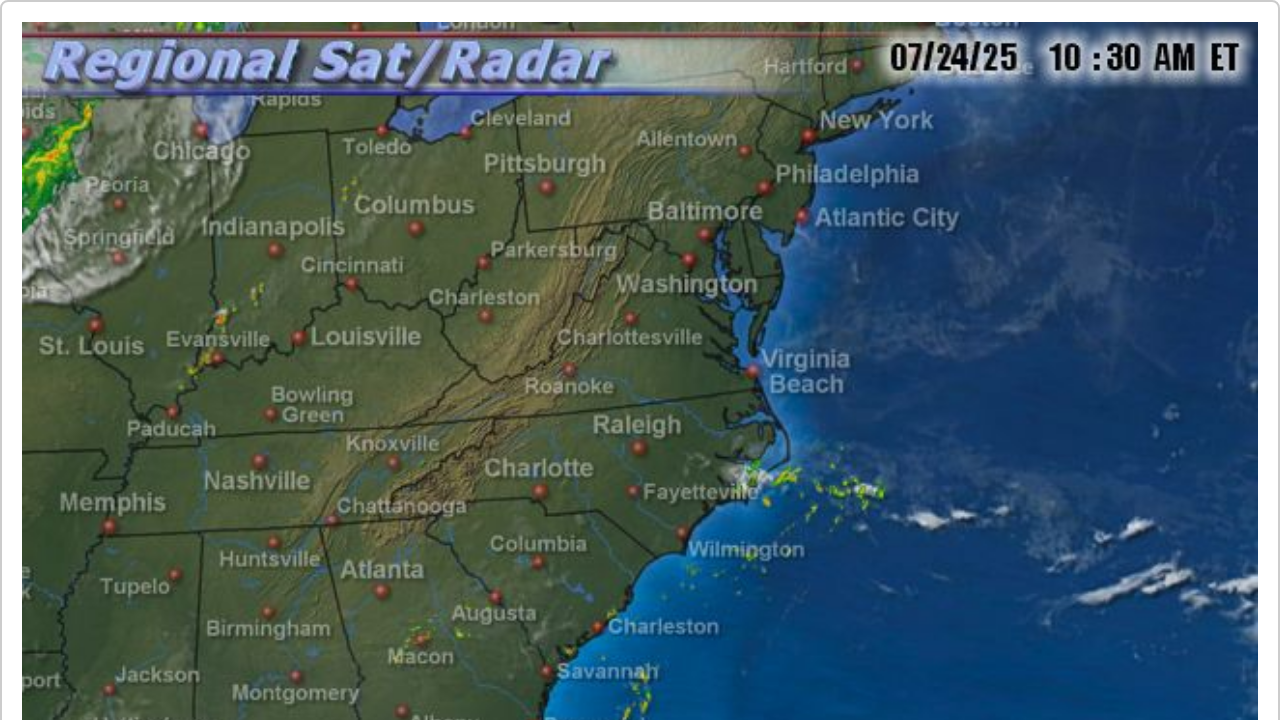 London
Boston
Regional Sat/Radar
07/24/25 10:30 AM ET
Hartford
Rapids
Cleveland
New York
Toledo
Allentown
Chicago
Pittsburgh
Philadelphia
Peoria
Columbus
Baltimore
Atlantic City
Indianapolis
Springfield
Parkersburg
Cincinnati
Washington
Charleston
St. Louis
Evansville
Louisville
Charlottesville
Virginia
Beach
Roanoke
Bowling
Green
Paducah
Raleigh
Knoxville
Nashville
Charlotte
Fayetteville
Memphis
Chattanooga
Columbia
Wilmington
Huntsville
Atlanta
Tupelo
Augusta
Birmingham
Charleston
Macon
Savannah
Jackson
port
Montgomery
Albany